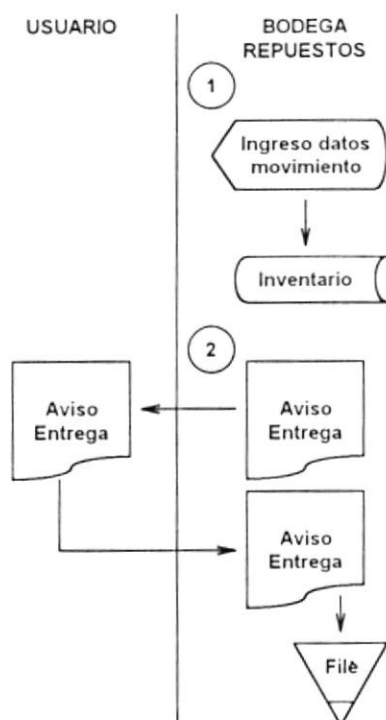 USUARIO
BODEGA
REPUESTOS
1
Ingreso datos
movimiento
Inventario
2
Aviso
Entrega
Aviso
Entrega
Aviso
Entrega
File